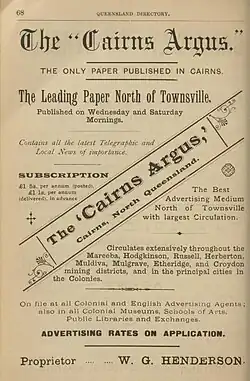 68
QUEENSLAND DIRECTORY.
The "Cairns Argus."
THE ONLY PAPER PUBLISHED IN CAIRNS.
The Leading Paper North of Townsville.
Published on Wednesday and Saturday
Mornings.
Contains all the latest Telegraphic and
Local News of importance.
SUBSCRIPTION
£1 5s. per annum (posted).
£1 1s. per annum
(delivered), in advance
The 'Cairns Argus,'
Cairns, North Queensland.
The Best
Advertising Medium
North of Townsville
with largest Circulation.
Circulates extensively throughout the
Mareeba, Hodgkinson, Russell, Herberton,
Muldiva, Mulgrave, Etheridge, and Croydon
mining districts, and in the principal cities in
the Colonies.
On file at all Colonial and English Advertising Agents;
also in all Colonial Museums, Schools of Arts,
Public Libraries and Exchanges.
ADVERTISING RATES ON APPLICATION.
Proprietor .... .... W. G. HENDERSON.